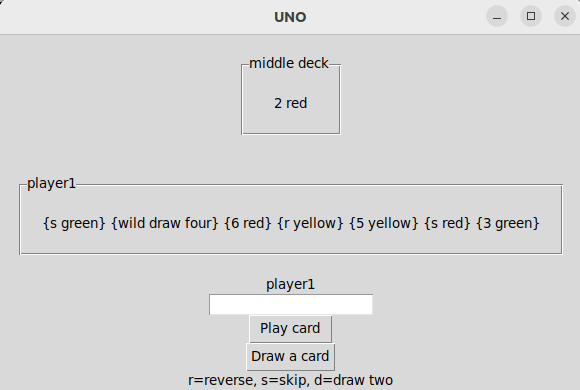 UNO
middle deck
2 red
player1
{s green} {wild draw four} {6 red} {r yellow} {5 yellow} {s red} {3 green}
player1
Play card
Draw a card
r=reverse, s=skip, d=draw two